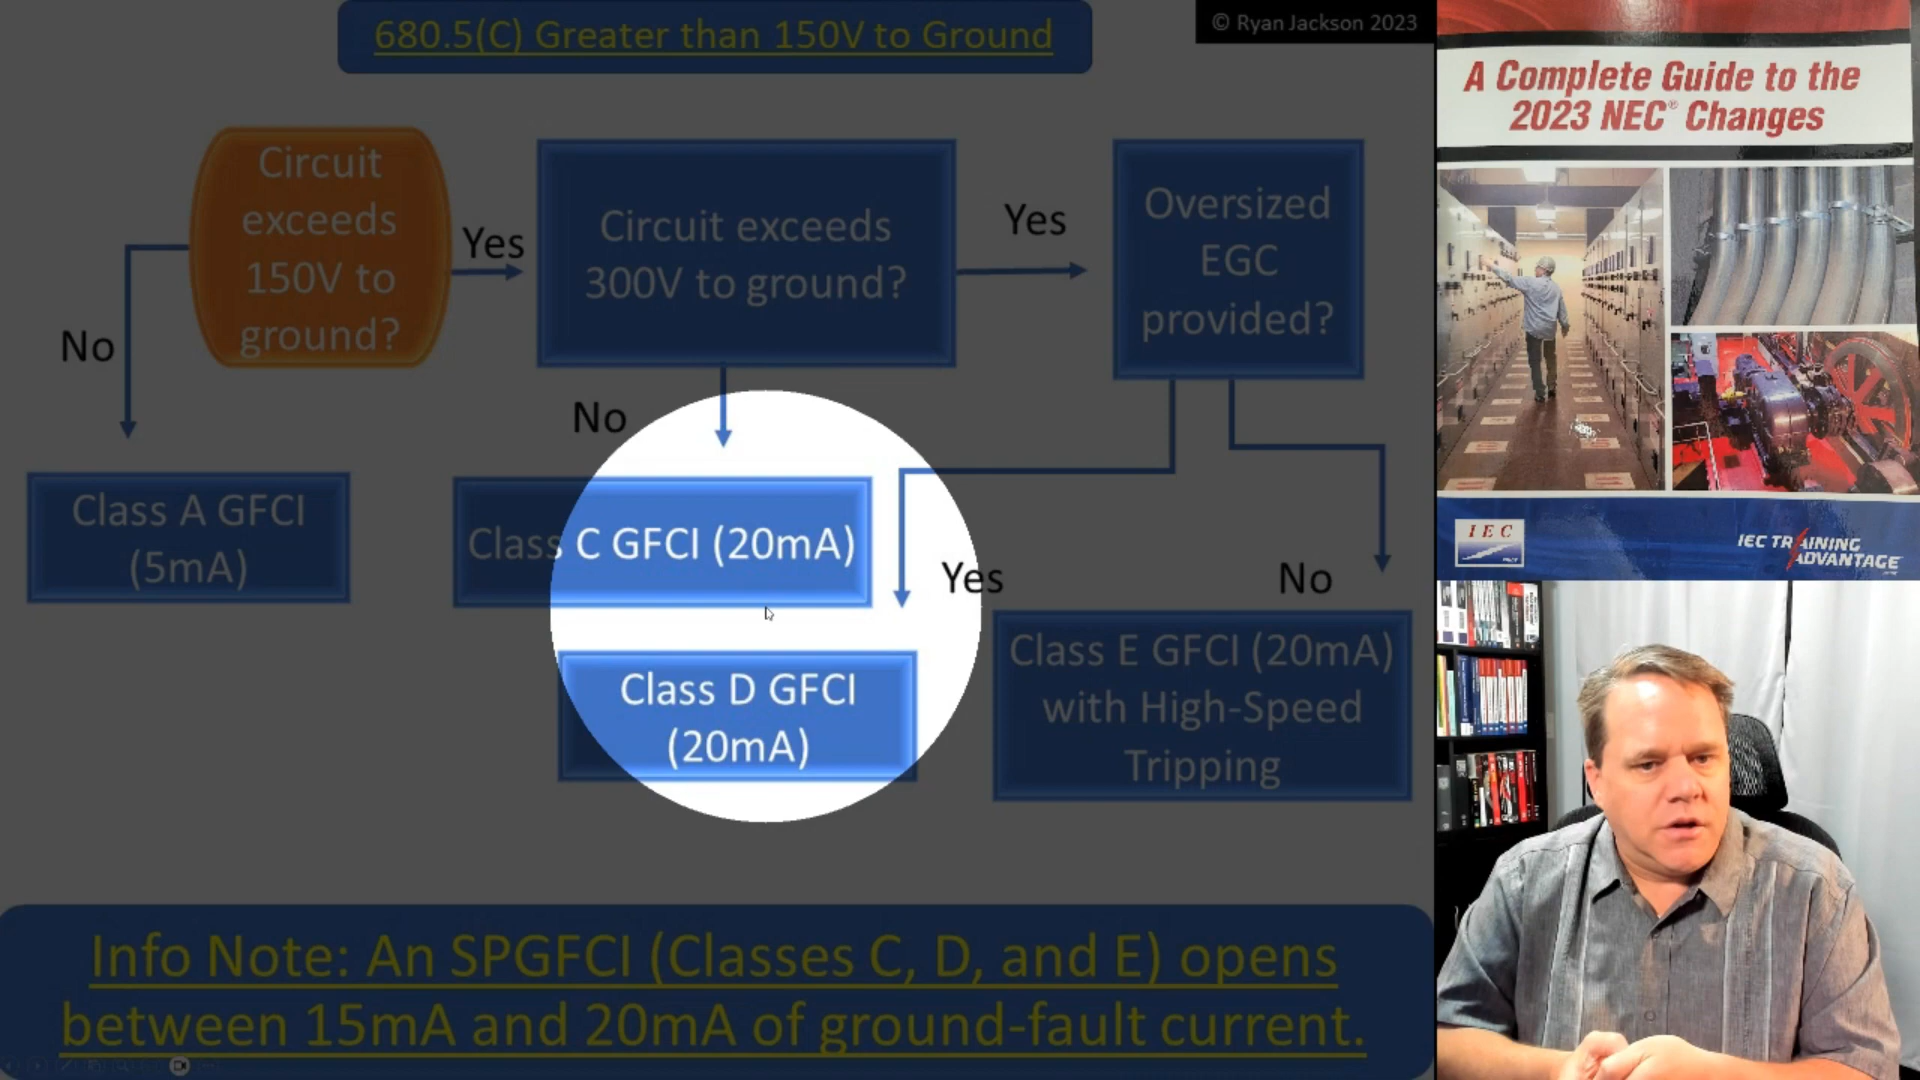 680.5(C) Greater than 150V to Ground
© Ryan Jackson 2023
Circuit
exceeds
150V to
ground?
Yes
No
Circuit exceeds
300V to ground?
Yes
No
Oversized
EGC
provided?
Yes
No
Class A GFCI
(5mA)
Class C GFCI (20mA)
Class D GFCI
(20mA)
Class E GFCI (20mA)
with High-Speed
Tripping
Info Note: An SPGFCI (Classes C, D, and E) opens
between 15mA and 20mA of ground-fault current.
A Complete Guide to the
2023 NEC® Changes
IEC
IEC TRAINING
ADVANTAGE